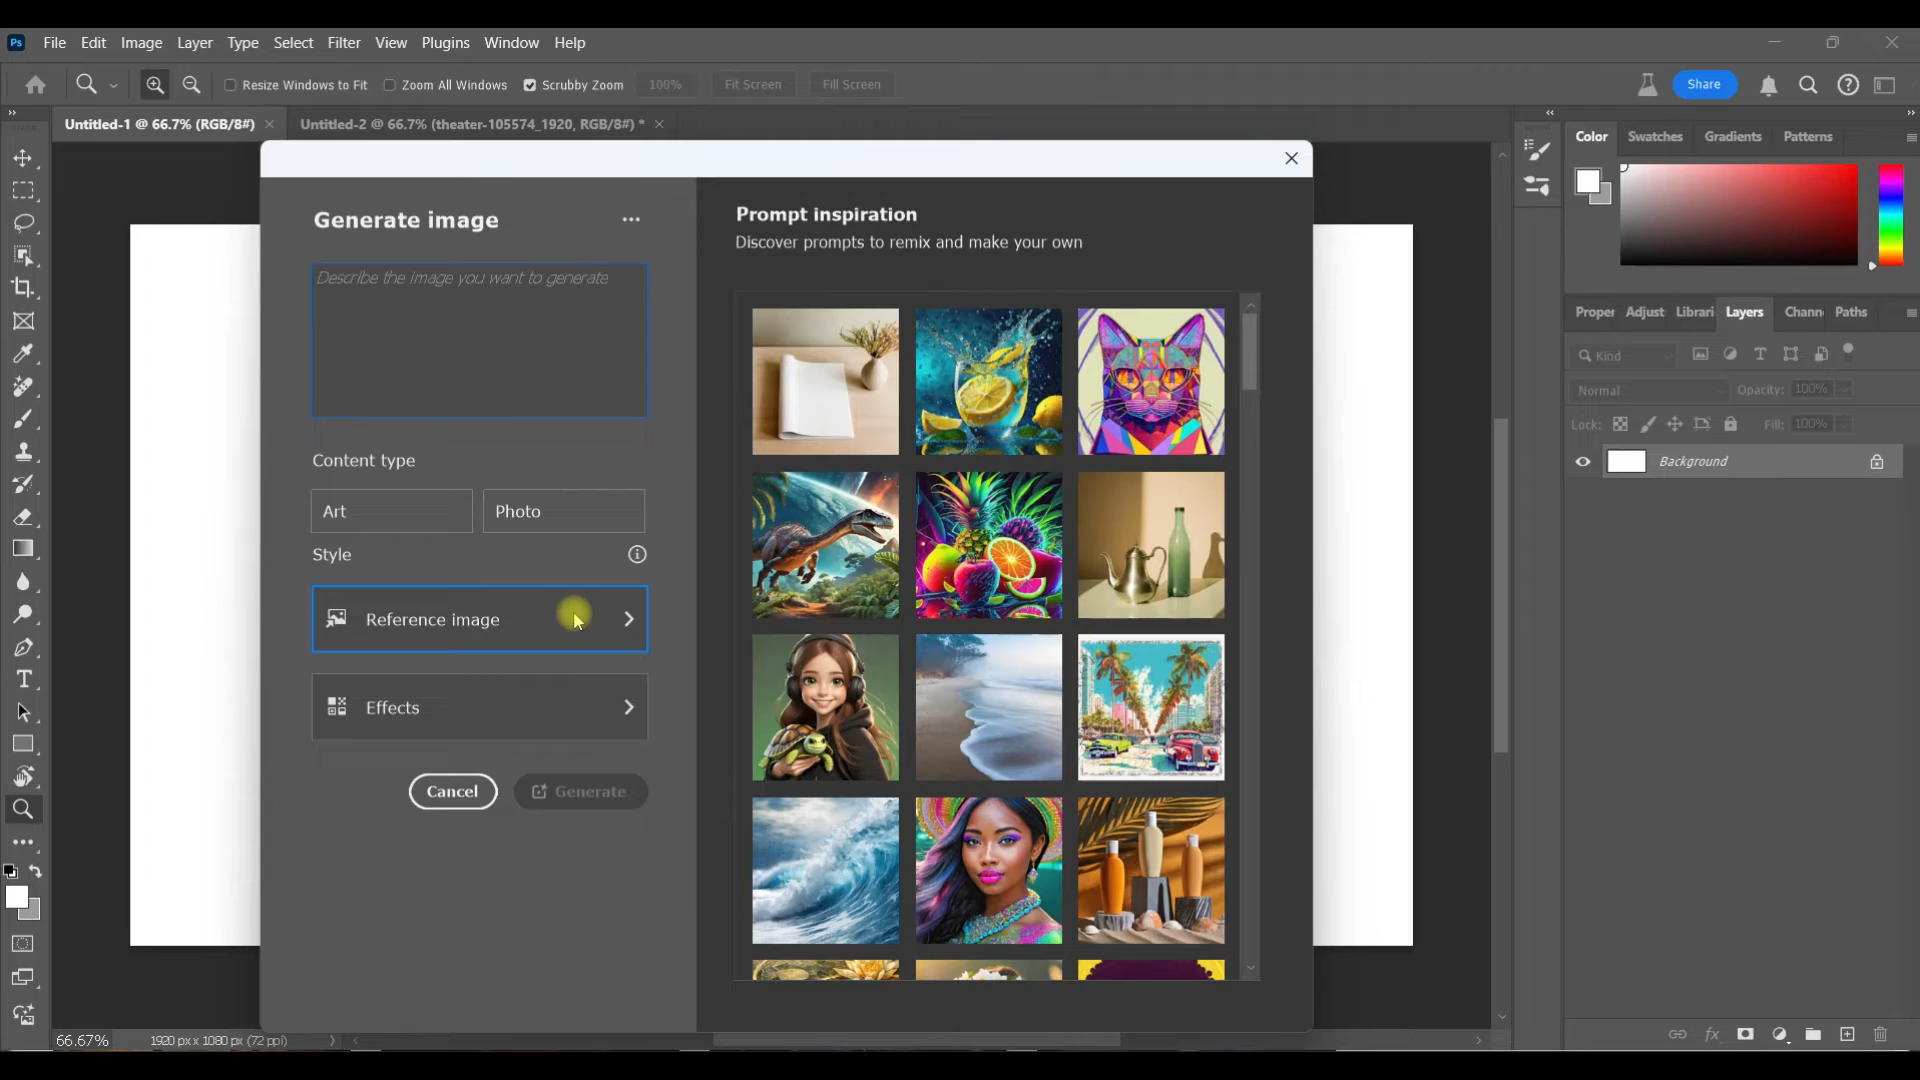 Ps File Edit Image Layer Type Select Filter View Plugins Window Help
Resize Windows to Fit Zoom All Windows Scrubby Zoom 100% Fit Screen Fill Screen Share
Untitled-1 @ 66.7% (RGB/8#) Untitled-2 @ 66.7% (theater-105574_1920, RGB/8#) *
Color Swatches Gradients Patterns
Generate image
Describe the image you want to generate
Content type
Art Photo
Style
Reference image
Effects
Cancel Generate
Prompt inspiration
Discover prompts to remix and make your own
Proper Adjust Librari Layers Chann Paths
Kind
Normal Opacity: 100%
Lock: Fill: 100%
Background
fx
66.67% 1920 px x 1080 px (72 ppi)